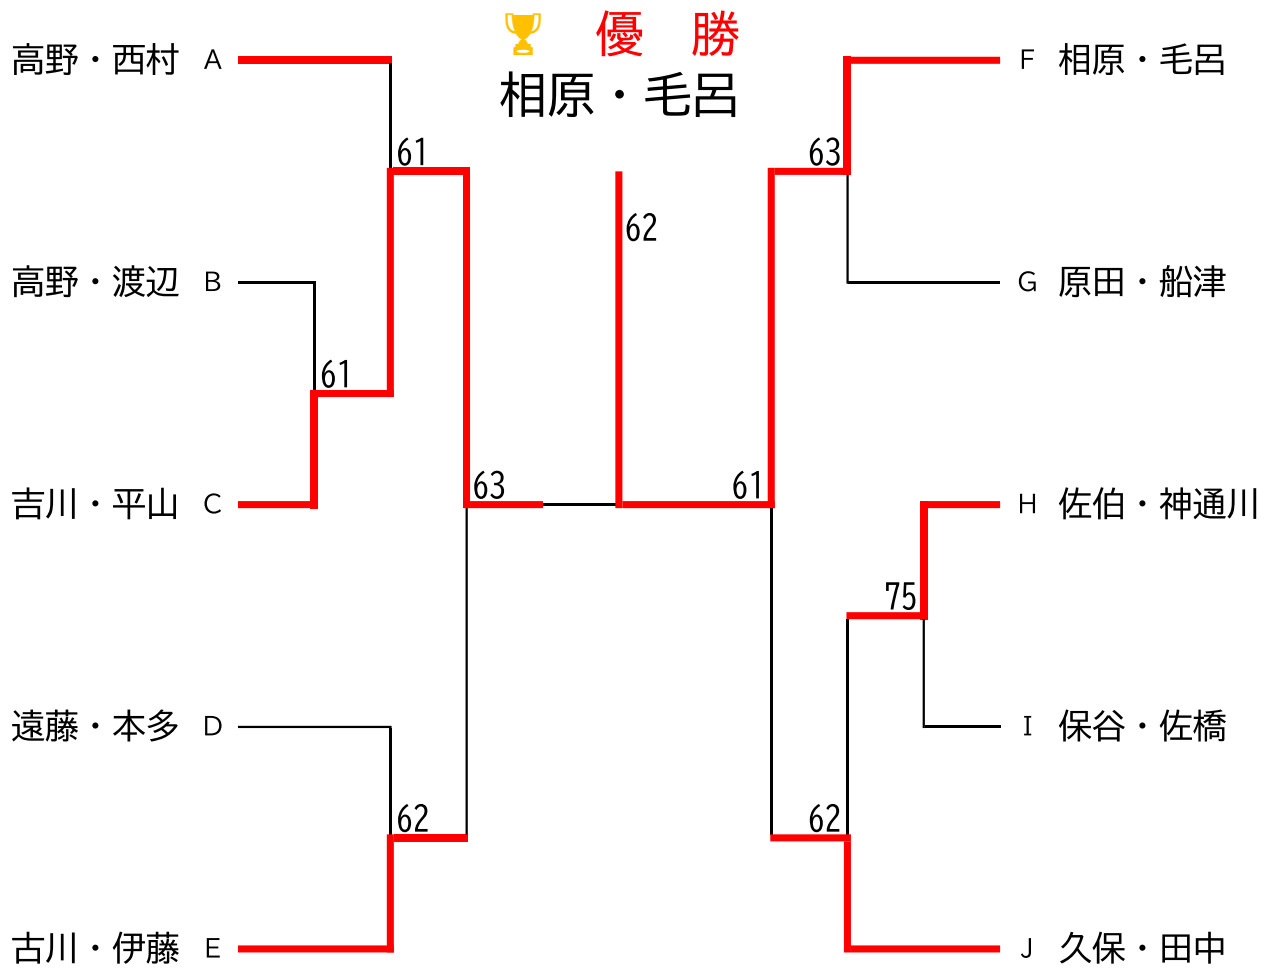 優 勝
相原・毛呂
高野・西村 A
高野・渡辺 B
吉川・平山 C
遠藤・本多 D
古川・伊藤 E
61
61
63
62
62
63
61
75
62
F 相原・毛呂
G 原田・船津
H 佐伯・神通川
I 保谷・佐橋
J 久保・田中